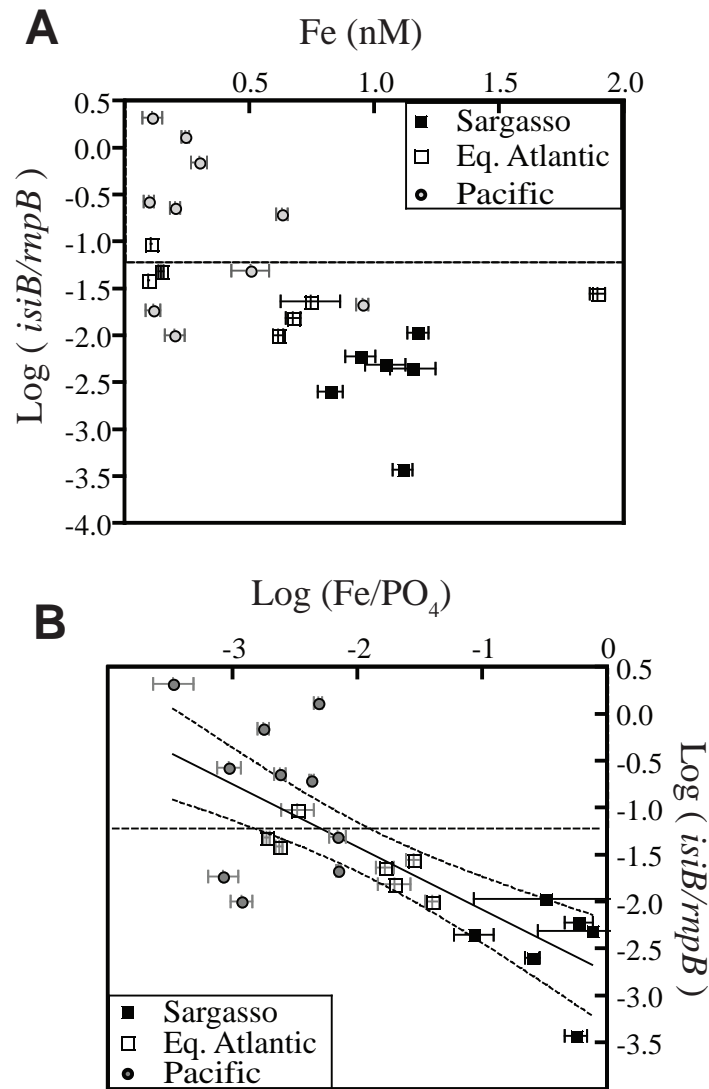 A
Fe (nM)
0.5 1.0 1.5 2.0
0.5
0.0
-0.5
-1.0
-1.5
-2.0
-2.5
-3.0
-3.5
-4.0
Log ( isiB/rnpB )
Sargasso
Eq. Atlantic
Pacific
B
Log (Fe/PO4)
-3 -2 -1 0
0.5
0.0
-0.5
-1.0
-1.5
-2.0
-2.5
-3.0
-3.5
Log ( isiB/rnpB )
Sargasso
Eq. Atlantic
Pacific